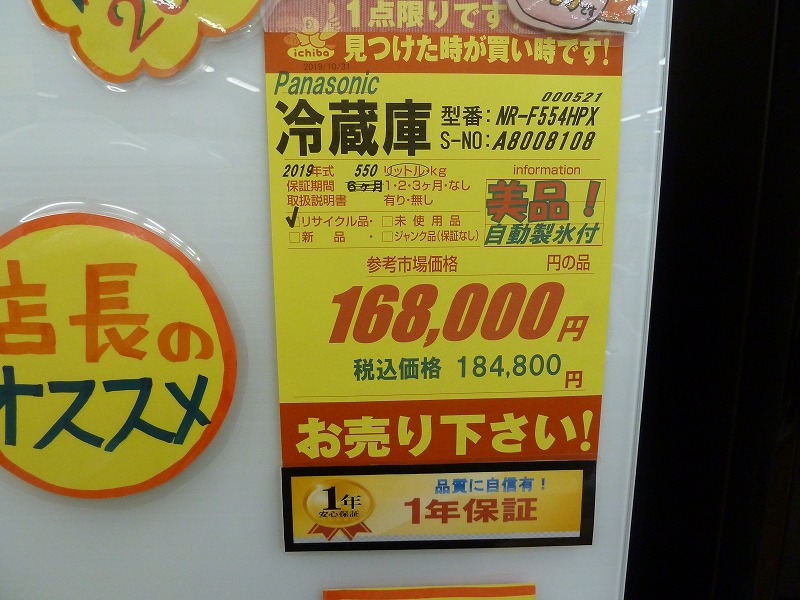 1点限りです
見つけた時が買い時です!
ichiba
2019/10/31
Panasonic
000521
冷蔵庫
型番:NR-F554HPX
S-NO:A8008108
2019年式 550 リットル・kg
保証期間 6ヶ月 1・2・3ヶ月・なし
取扱説明書 有り・無し
information
美品!
自動製氷付
リサイクル品・ 未使用品
新品・ ジャンク品(保証なし)
参考市場価格 円の品
168,000円
税込価格 184,800円
お売り下さい!
1年
安心保証
品質に自信有!
1年保証
店長の
オススメ